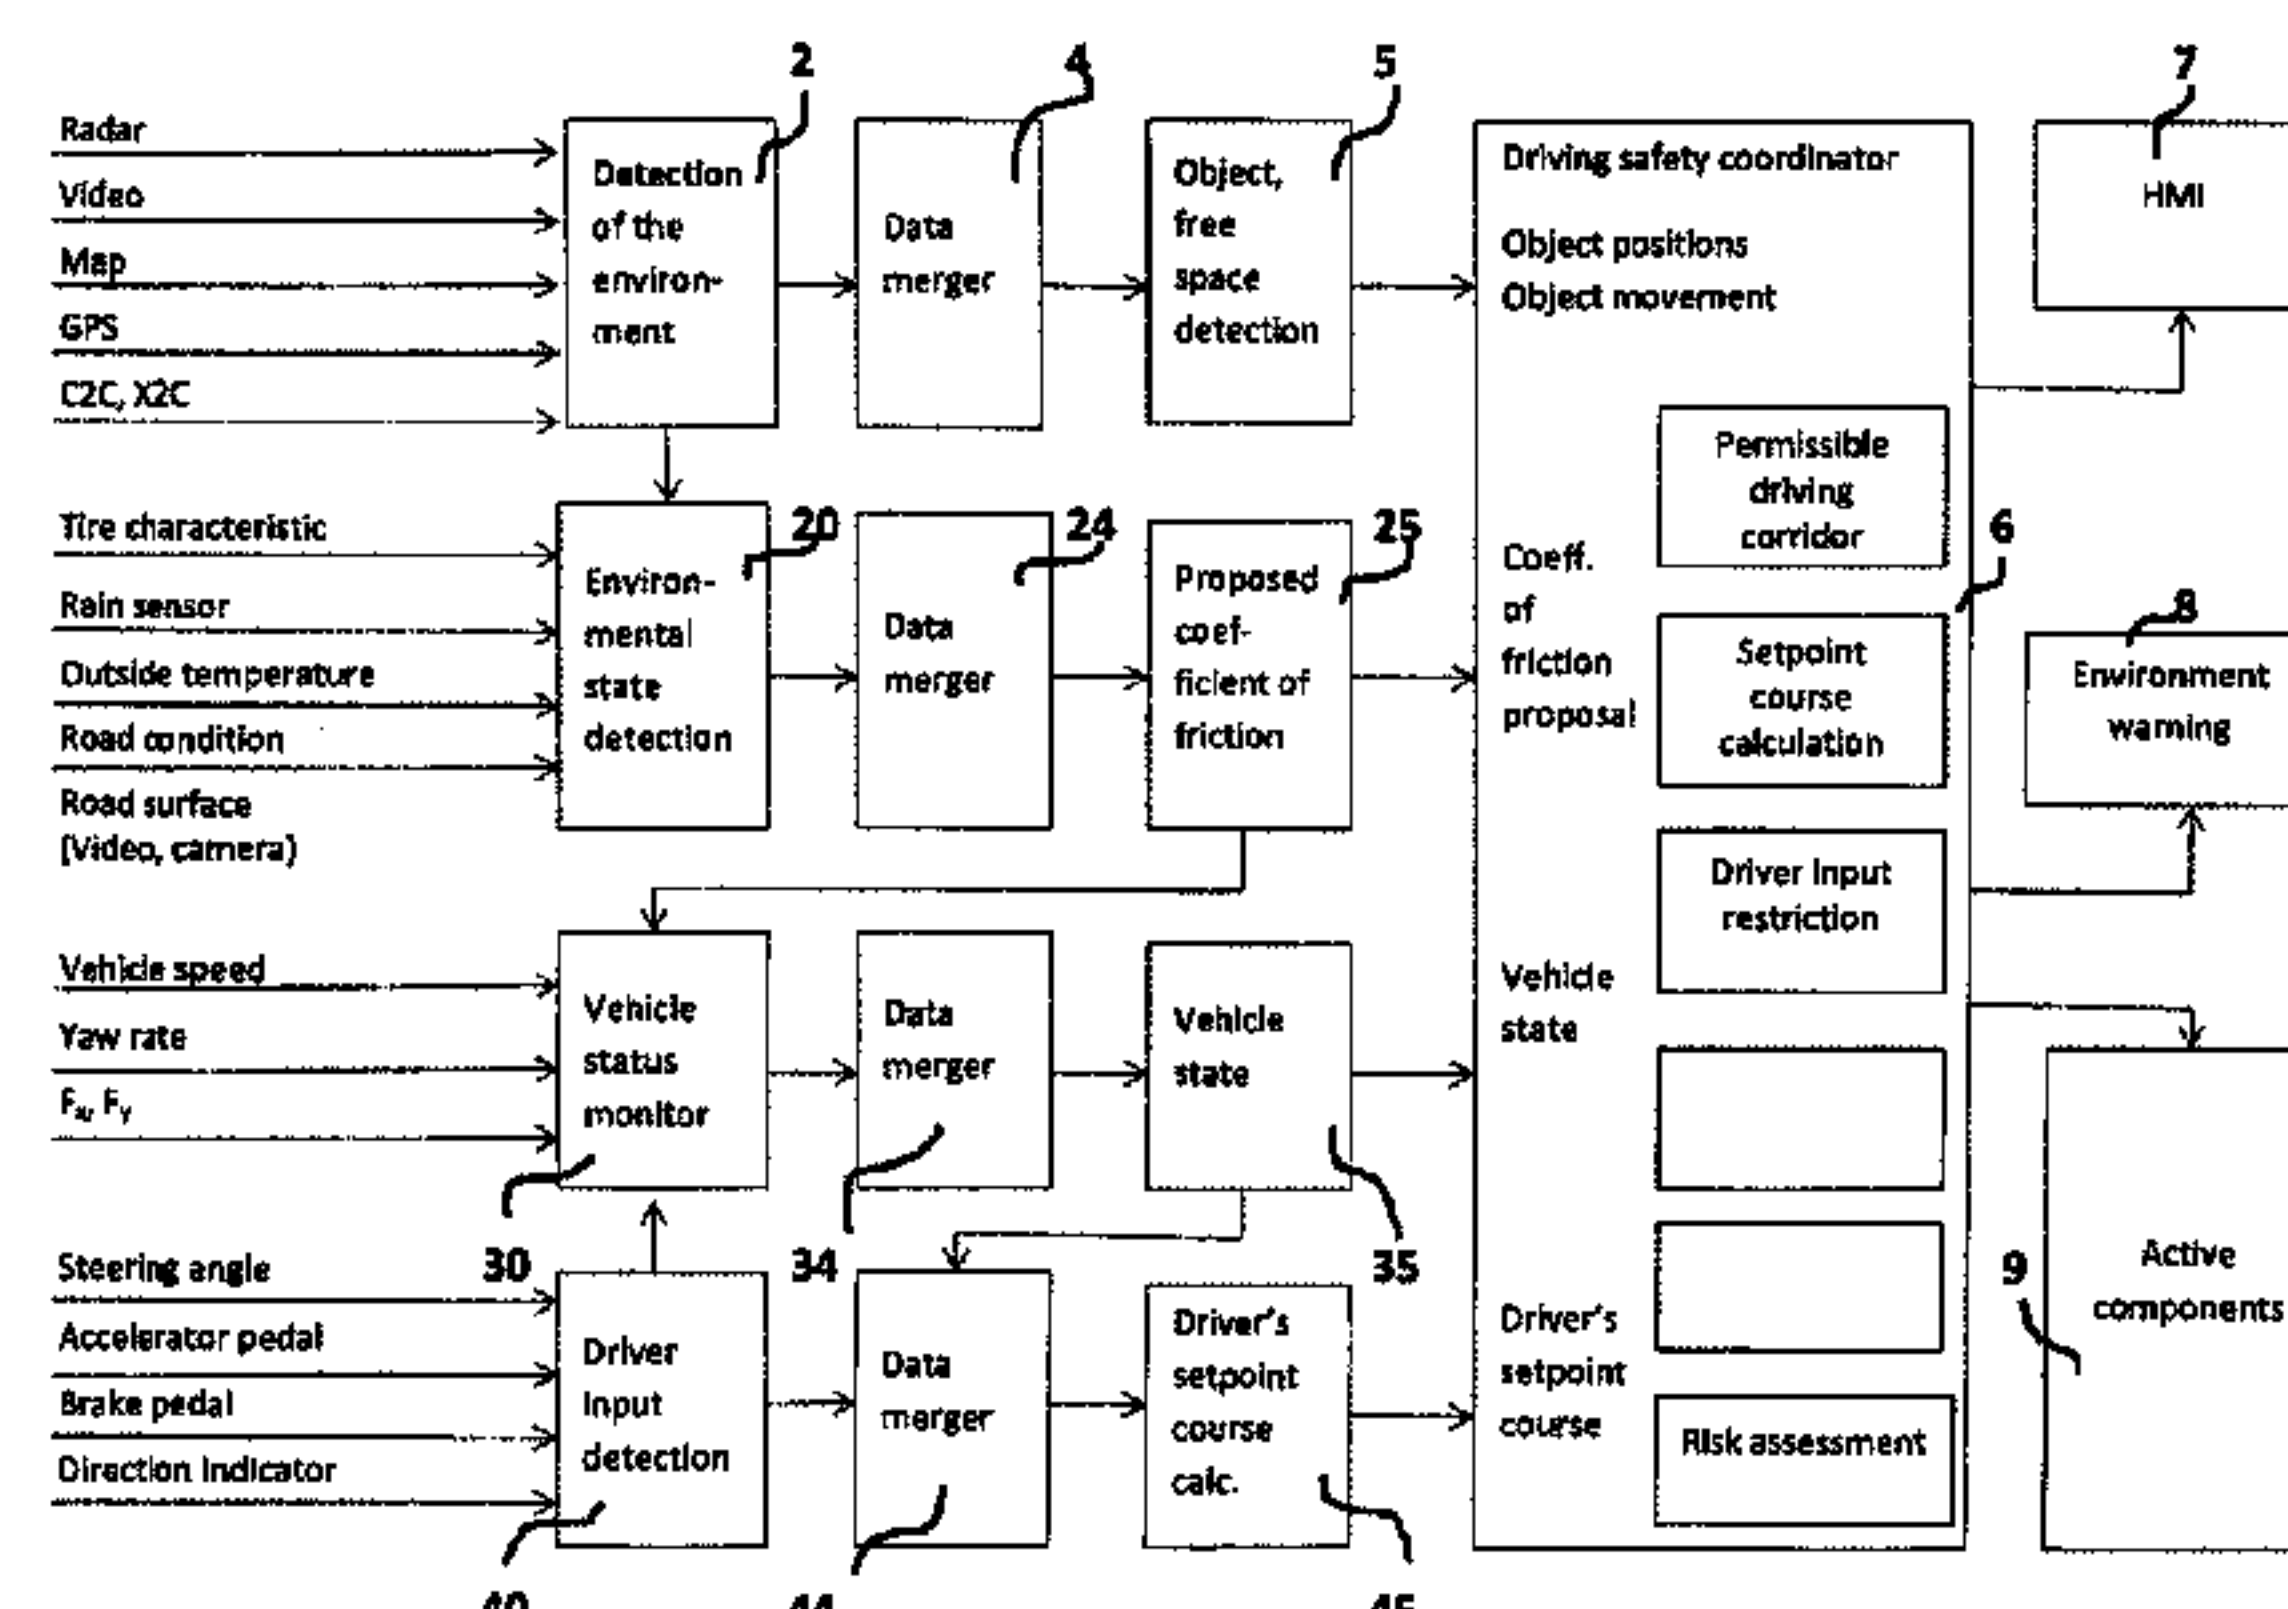 2
4
5
7
Radar
Video
Map
GPS
C2C, X2C
Detection
of the
environ-
ment
Data
merger
Object,
free
space
detection
Driving safety coordinator
Object positions
Object movement
HMI
Permissible
driving
corridor
Tire characteristic
Rain sensor
Outside temperature
Road condition
Road surface
(Video, camera)
20
Environ-
mental
state
detection
24
Data
merger
25
Proposed
coef-
ficient of
friction
Coeff.
of
friction
proposal
Setpoint
course
calculation
6
8
Environment
warning
Driver input
restriction
Vehicle speed
Yaw rate
Fx, Fy
Vehicle
status
monitor
Data
merger
Vehicle
state
Vehicle
state
30
34
35
Steering angle
Accelerator pedal
Brake pedal
Direction indicator
Driver
input
detection
Data
merger
Driver's
setpoint
course
calc.
Driver's
setpoint
course
Risk assessment
9
Active
components